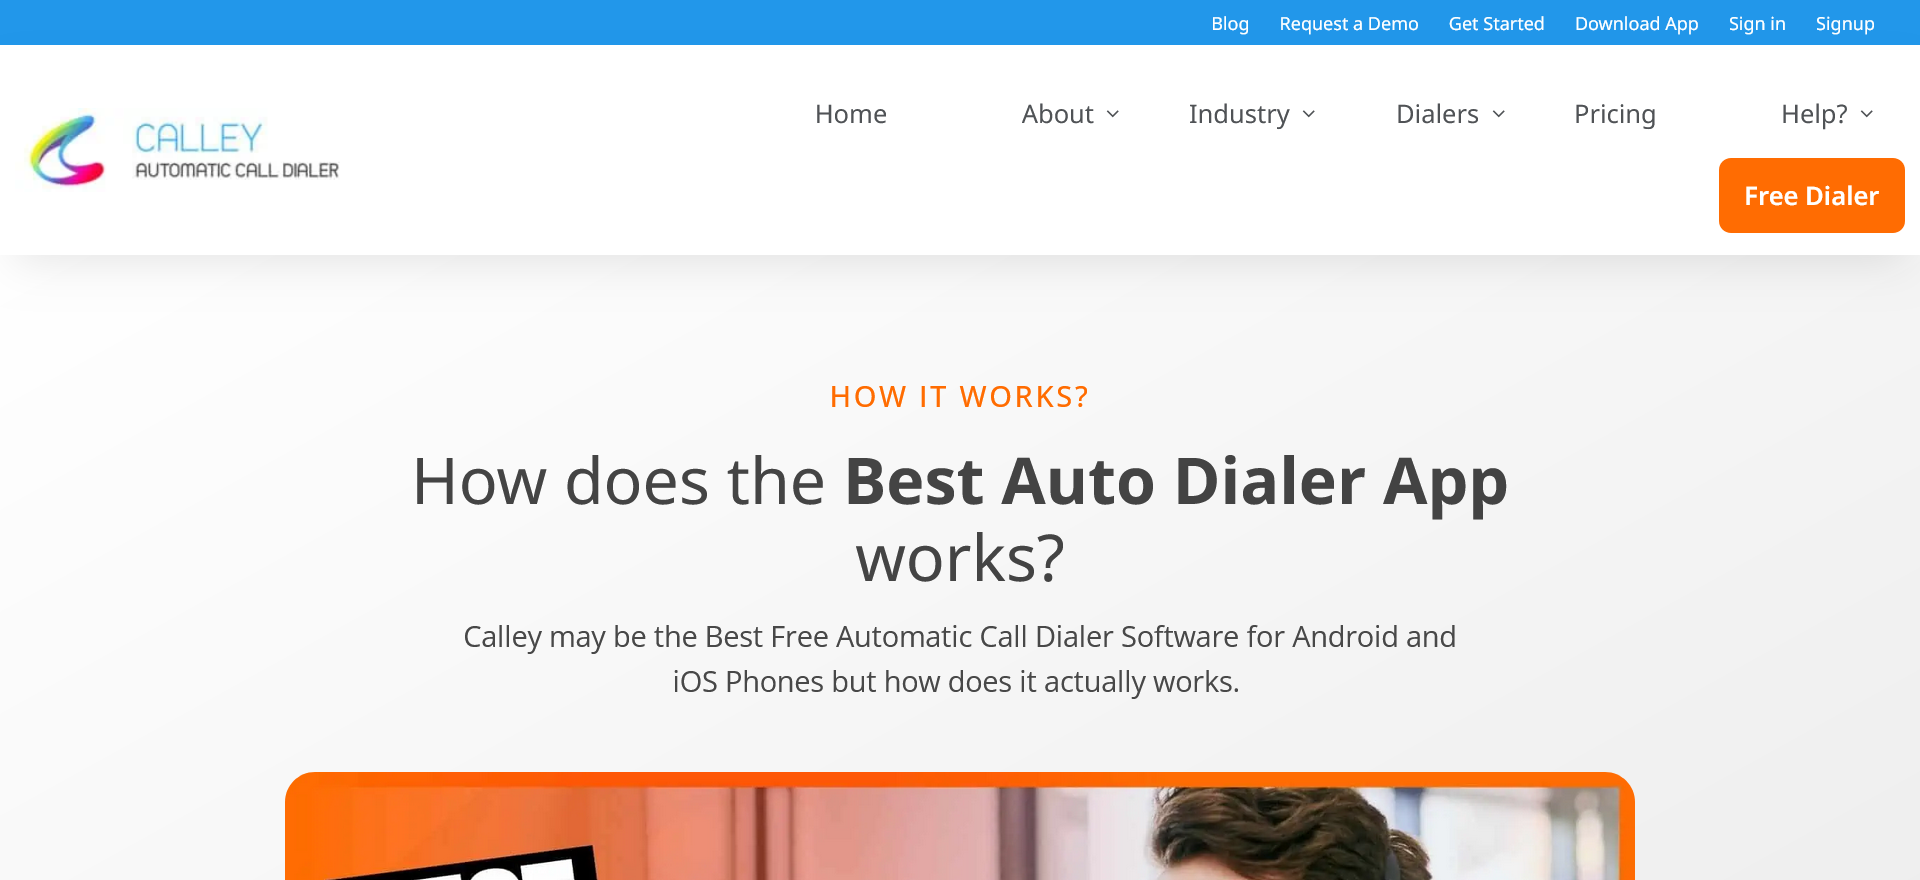 Blog Request a Demo Get Started Download App Sign in Signup
CALLEY
AUTOMATIC CALL DIALER
Home About Industry Dialers Pricing Help?
Free Dialer
HOW IT WORKS?
How does the Best Auto Dialer App
works?
Calley may be the Best Free Automatic Call Dialer Software for Android and
iOS Phones but how does it actually works.